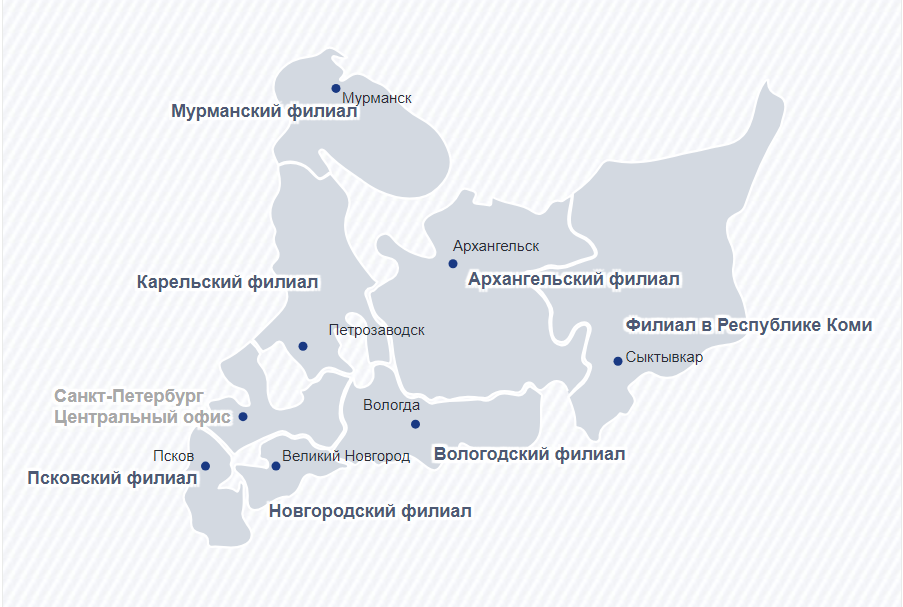 Мурманск
Мурманский филиал
Архангельск
Архангельский филиал
Карельский филиал
Филиал в Республике Коми
Петрозаводск
Сыктывкар
Санкт-Петербург
Центральный офис
Вологда
Вологодский филиал
Псков
Великий Новгород
Псковский филиал
Новгородский филиал